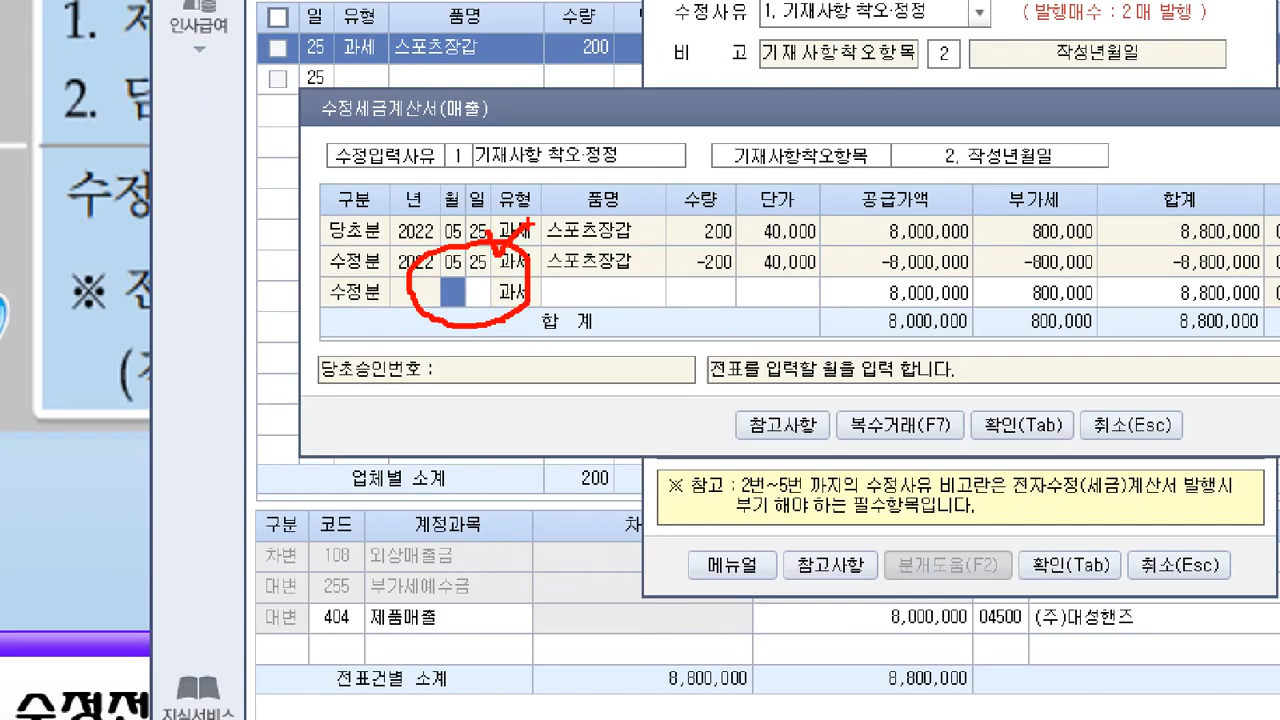 1. 
2. 
수정
※ 전
수정전
인사급여
지식서비스
일 유형 품명 수량
25 과세 스포츠장갑 200
25
수정사유 1. 기재사항 착오·정정 ( 발행매수 : 2 매 발행 )
비 고 기재사항착오항목 2 작성년월일
수정세금계산서(매출)
수정입력사유 1 기재사항 착오·정정 기재사항착오항목 2. 작성년월일
구분 년 월 일 유형 품명 수량 단가 공급가액 부가세 합계
당초분 2022 05 25 과세 스포츠장갑 200 40,000 8,000,000 800,000 8,800,000
수정분 2022 05 25 과세 스포츠장갑 -200 40,000 -8,000,000 -800,000 -8,800,000
수정분 과세 8,000,000 800,000 8,800,000
합 계 8,000,000 800,000 8,800,000
당초승인번호 : 전표를 입력할 월을 입력 합니다.
참고사항 복수거래(F7) 확인(Tab) 취소(Esc)
업체별 소계 200
※ 참고 : 2번~5번 까지의 수정사유 비고란은 전자수정(세금)계산서 발행시
부기 해야 하는 필수항목입니다.
메뉴얼 참고사항 분개도움(F2) 확인(Tab) 취소(Esc)
구분 코드 계정과목 차
차변 108 외상매출금
대변 255 부가세예수금
대변 404 제품매출 8,000,000 04500 (주)대성핸즈
전표건별 소계 8,800,000 8,800,000